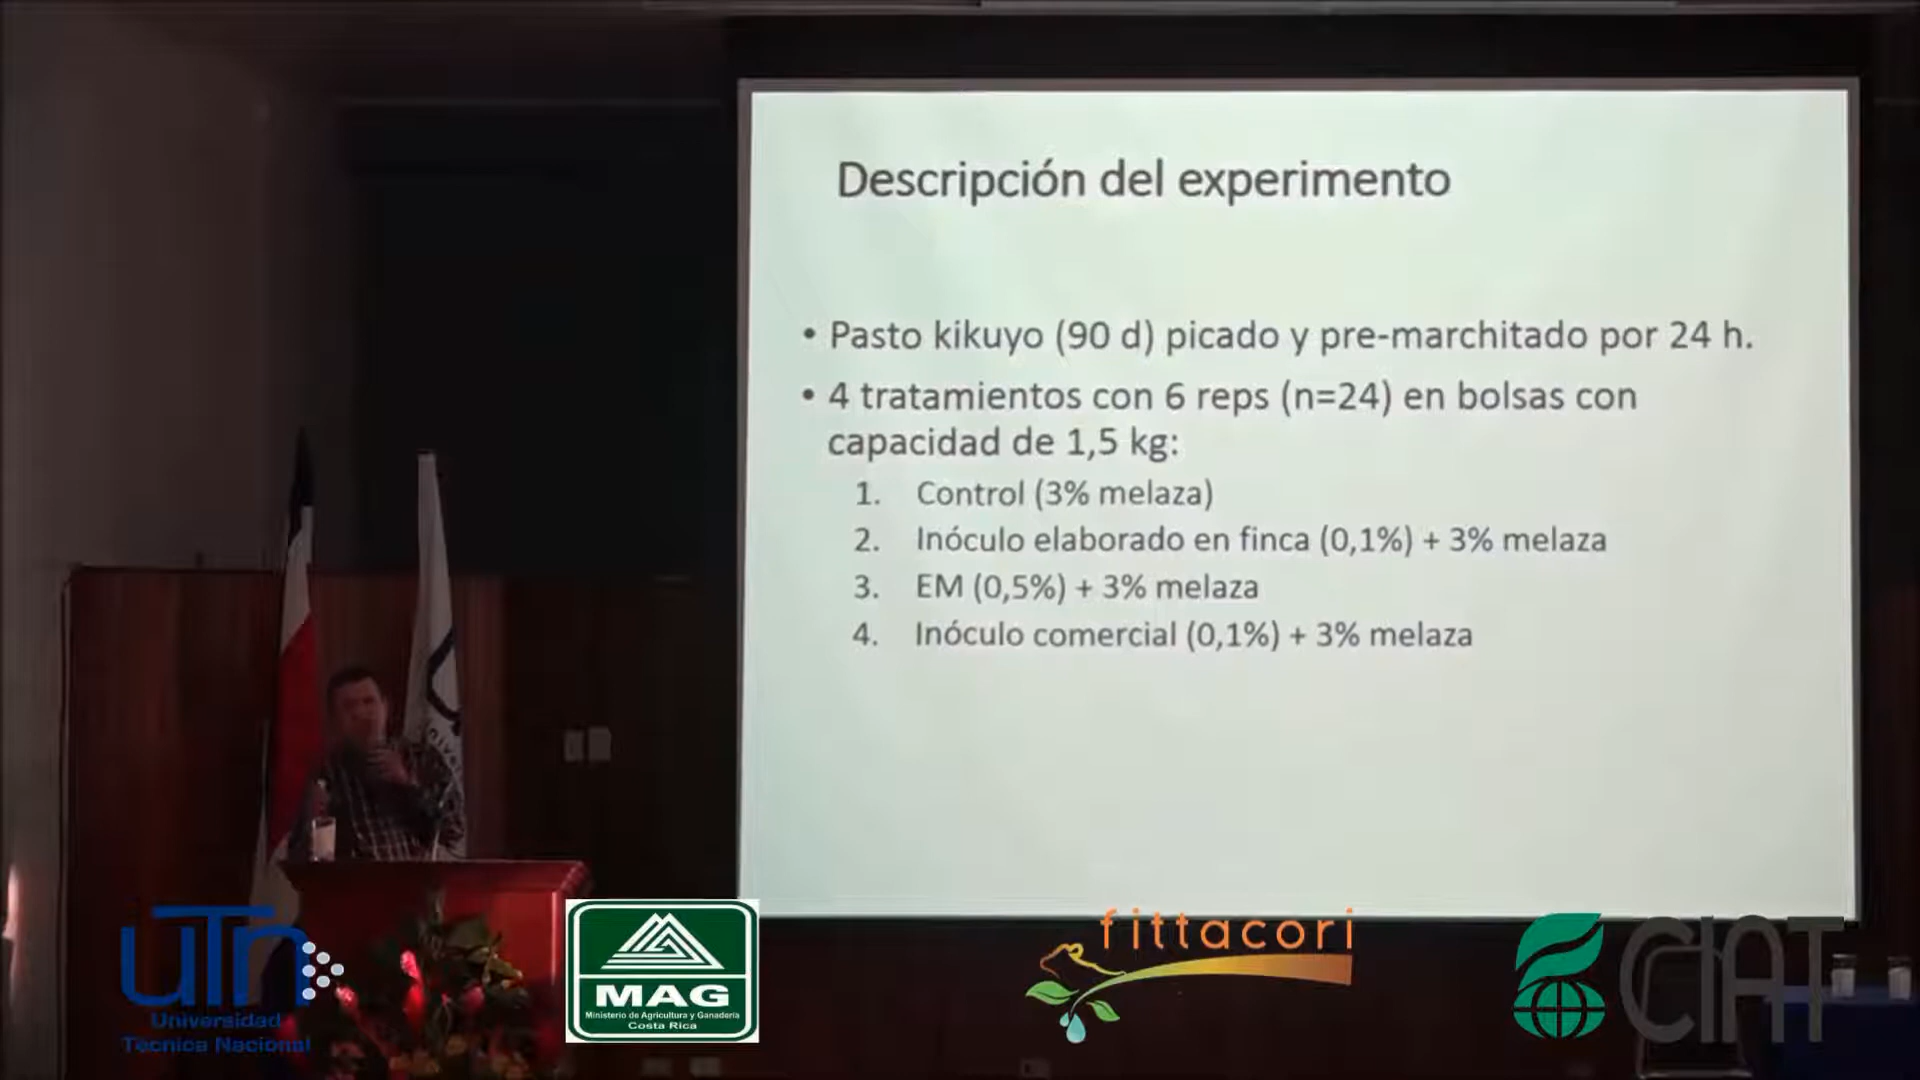 Descripción del experimento
• Pasto kikuyo (90 d) picado y pre-marchitado por 24 h.
• 4 tratamientos con 6 reps (n=24) en bolsas con
capacidad de 1,5 kg:
1. Control (3% melaza)
2. Inóculo elaborado en finca (0,1%) + 3% melaza
3. EM (0,5%) + 3% melaza
4. Inóculo comercial (0,1%) + 3% melaza
uTn
Universidad
Técnica Nacional
MAG
Ministerio de Agricultura y Ganadería
Costa Rica
fittacori
CIAT